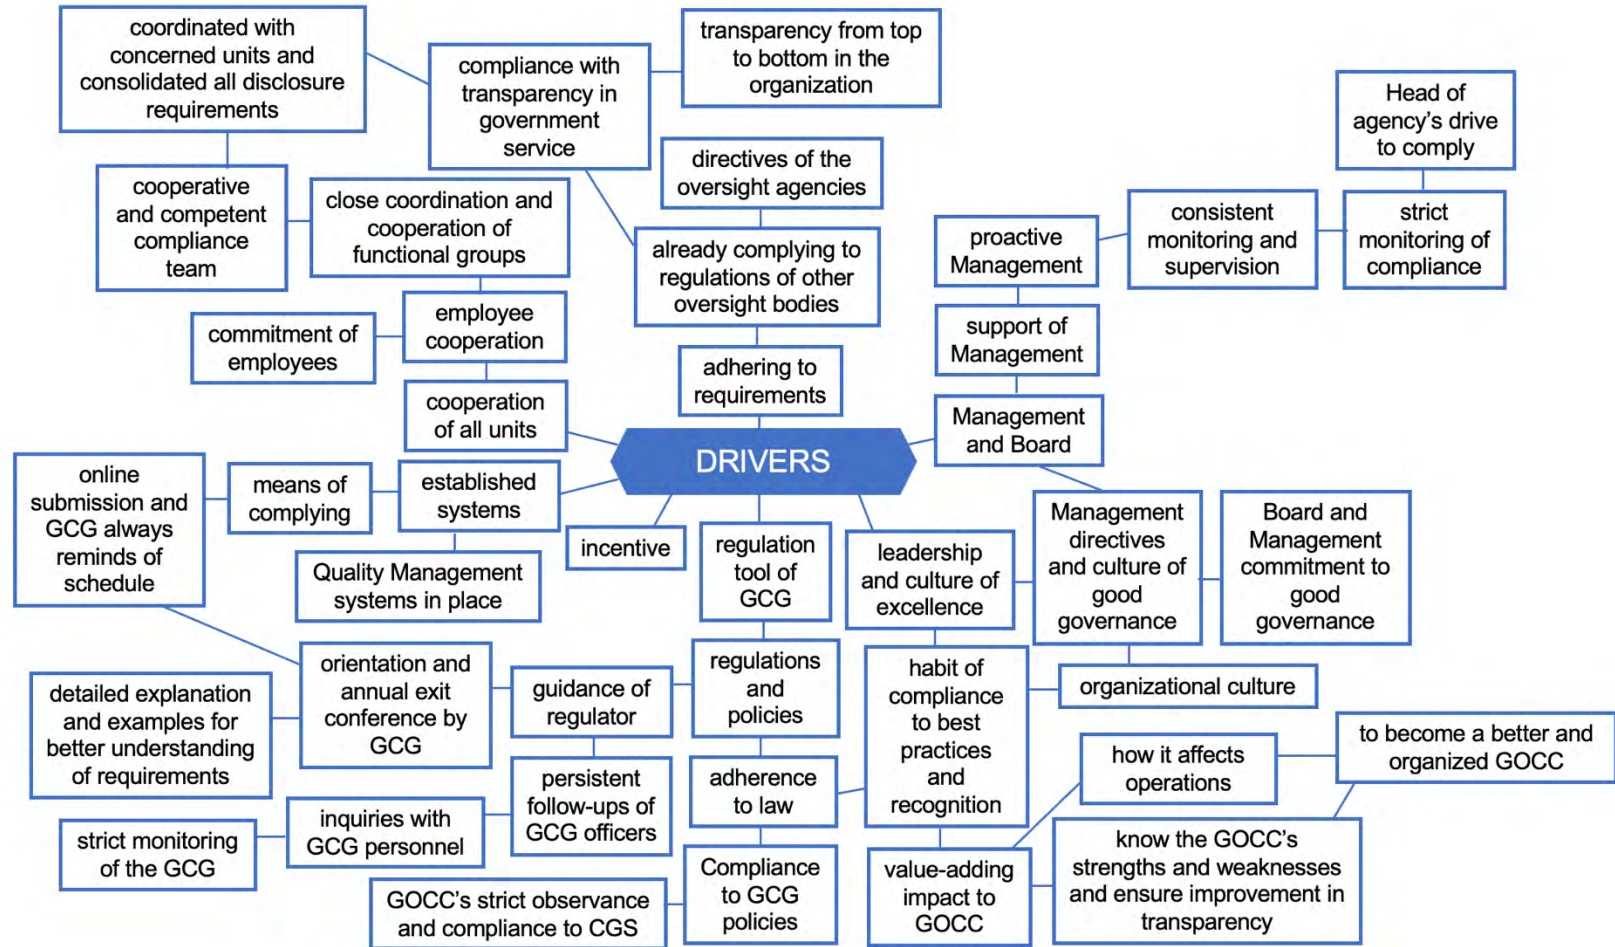 coordinated with
concerned units and
consolidated all disclosure
requirements
compliance with
transparency in
government
service
transparency from top
to bottom in the
organization
Head of
agency’s drive
to comply
directives of the
oversight agencies
cooperative
and competent
compliance
team
close coordination and
cooperation of
functional groups
already complying to
regulations of other
oversight bodies
proactive
Management
consistent
monitoring and
supervision
strict
monitoring of
compliance
commitment of
employees
employee
cooperation
support of
Management
adhering to
requirements
cooperation
of all units
Management
and Board
DRIVERS
online
submission and
GCG always
reminds of
schedule
means of
complying
established
systems
Quality Management
systems in place
incentive
regulation
tool of
GCG
leadership
and culture of
excellence
Management
directives
and culture of
good
governance
Board and
Management
commitment to
good
governance
detailed explanation
and examples for
better understanding
of requirements
orientation and
annual exit
conference by
GCG
guidance of
regulator
regulations
and
policies
habit of
compliance
to best
practices
and
recognition
organizational culture
how it affects
operations
to become a better and
organized GOCC
strict monitoring
of the GCG
inquiries with
GCG personnel
persistent
follow-ups of
GCG officers
adherence
to law
GOCC’s strict observance
and compliance to CGS
Compliance
to GCG
policies
value-adding
impact to
GOCC
know the GOCC’s
strengths and weaknesses
and ensure improvement in
transparency